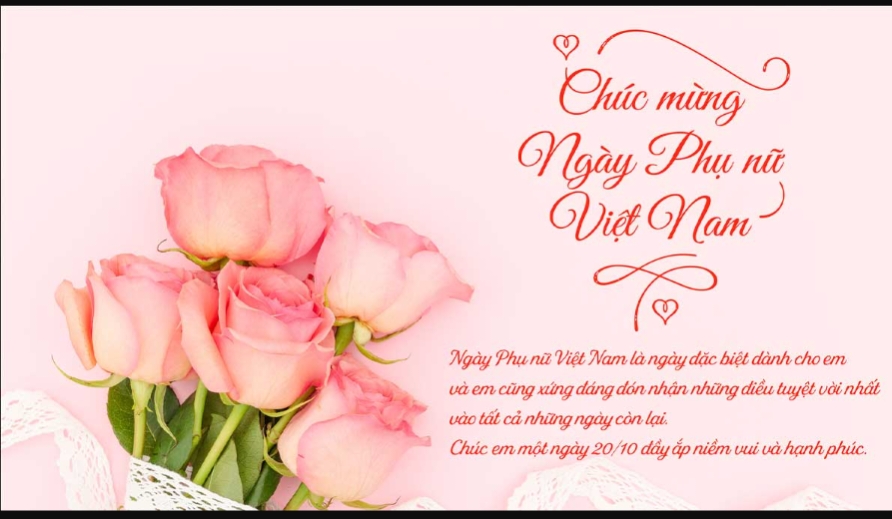 Chúc mừng
Ngày Phụ nữ
Việt Nam
Ngày Phụ nữ Việt Nam là ngày đặc biệt dành cho em
và em cũng xứng đáng đón nhận những điều tuyệt vời nhất
vào tất cả những ngày còn lại.
Chúc em một ngày 20/10 đầy ắp niềm vui và hạnh phúc.